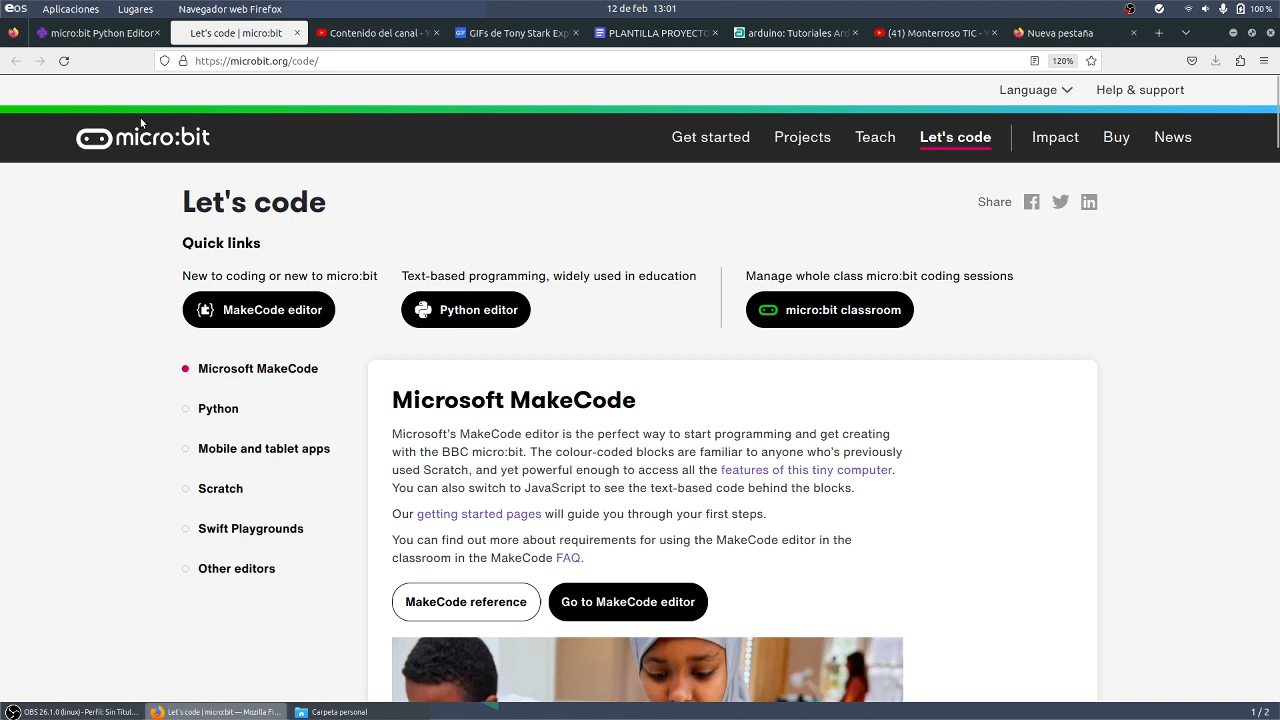 eos Aplicaciones Lugares Navegador web Firefox 12 de feb 13:01 100 %
micro:bit Python Editor Let's code | micro:bit Contenido del canal - Y GIFs de Tony Stark Exp PLANTILLA PROYECTO arduino: Tutoriales Ard (41) Monterroso TIC - Y Nueva pestaña
https://microbit.org/code/ 120%
Language Help & support
micro:bit Get started Projects Teach Let's code Impact Buy News
Let's code Share
Quick links
New to coding or new to micro:bit Text-based programming, widely used in education Manage whole class micro:bit coding sessions
MakeCode editor Python editor micro:bit classroom
Microsoft MakeCode
Python
Mobile and tablet apps
Scratch
Swift Playgrounds
Other editors
Microsoft MakeCode
Microsoft's MakeCode editor is the perfect way to start programming and get creating
with the BBC micro:bit. The colour-coded blocks are familiar to anyone who's previously
used Scratch, and yet powerful enough to access all the features of this tiny computer.
You can also switch to JavaScript to see the text-based code behind the blocks.
Our getting started pages will guide you through your first steps.
You can find out more about requirements for using the MakeCode editor in the
classroom in the MakeCode FAQ.
MakeCode reference Go to MakeCode editor
OBS 26.1.0 (linux) - Perfil: Sin Titul... Let's code | micro:bit — Mozilla Fi... Carpeta personal 1 / 2